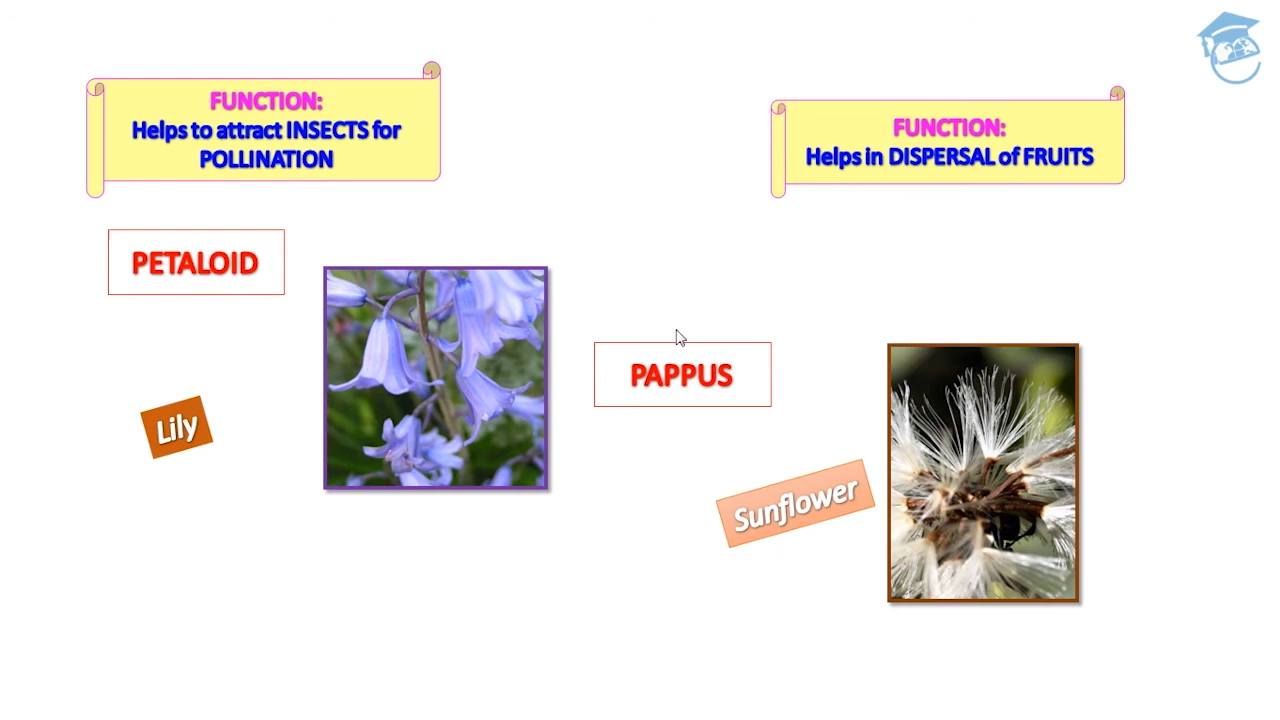 FUNCTION:
Helps to attract INSECTS for
POLLINATION
FUNCTION:
Helps in DISPERSAL of FRUITS
PETALOID
PAPPUS
Lily
Sunflower